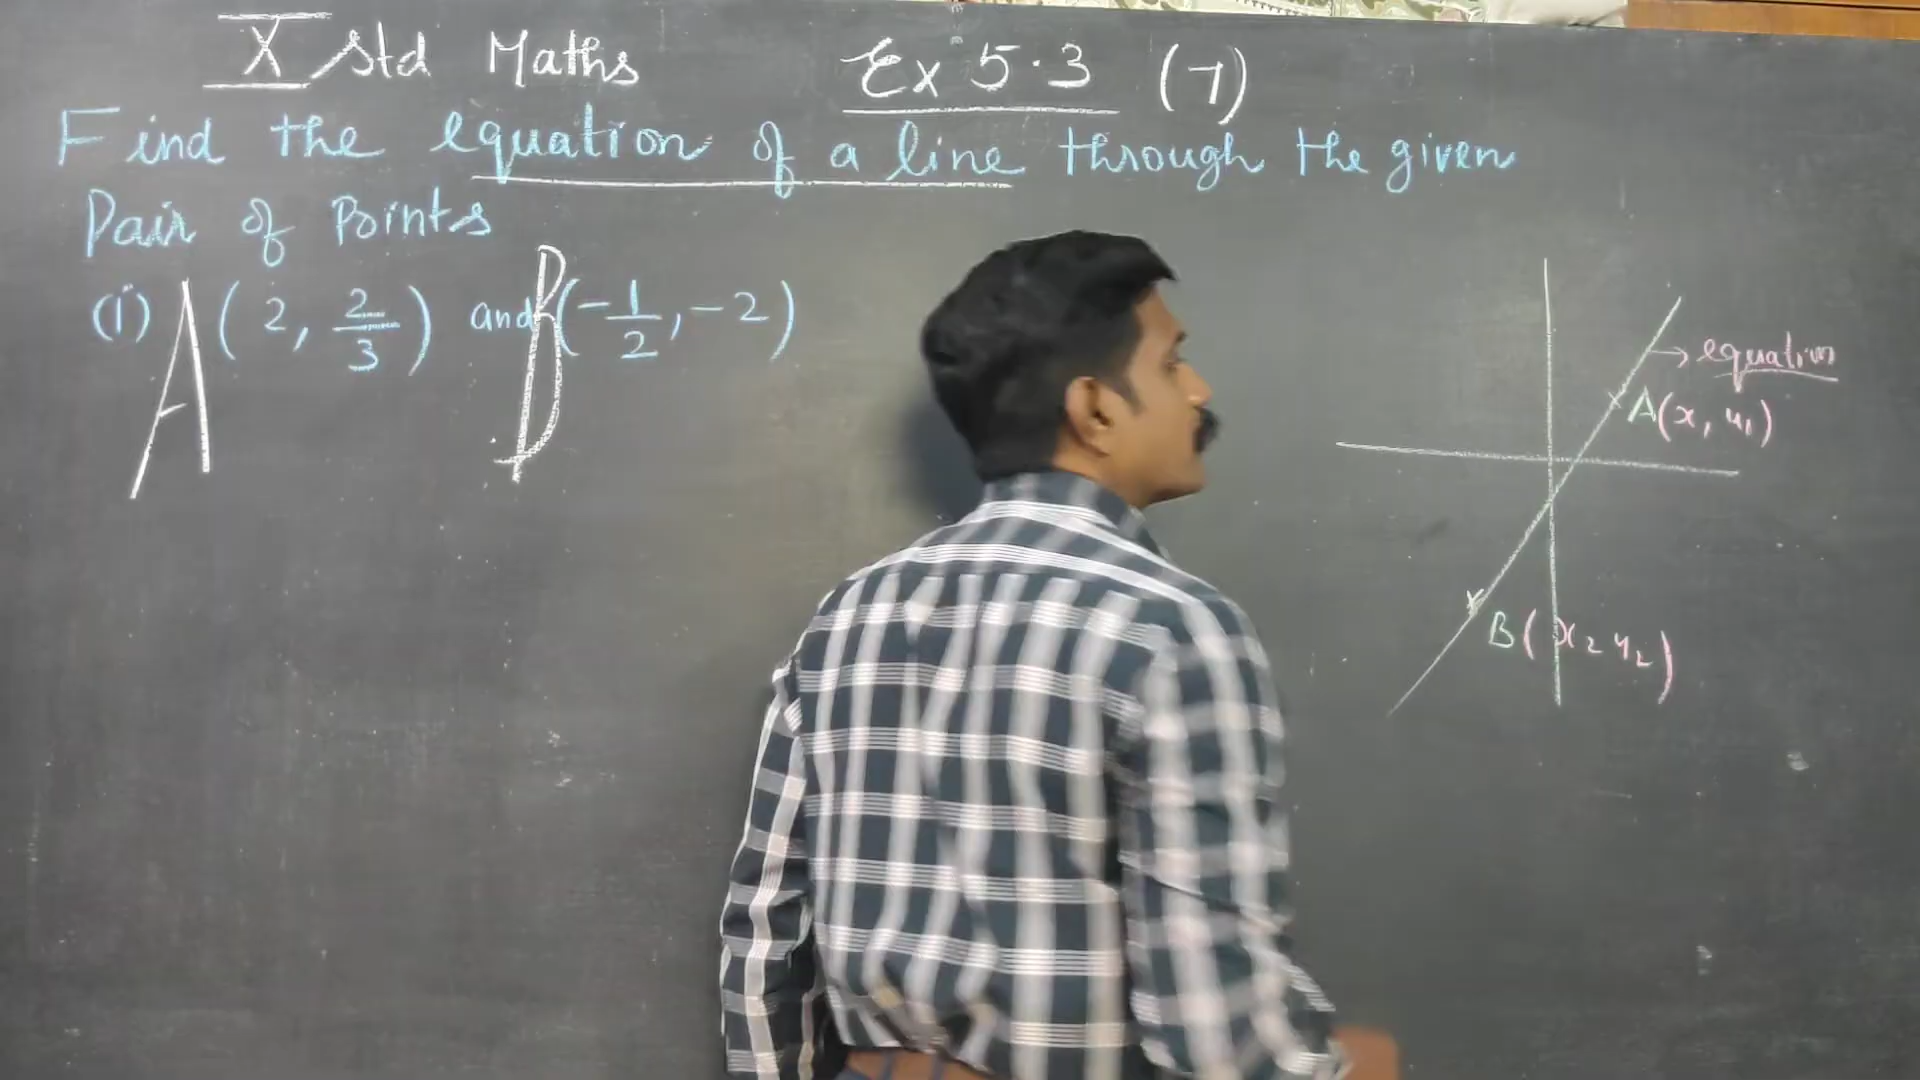 X Std Maths Ex 5.3 (7)
Find the equation of a line through the given
Pair of Points
(i) A (2, 2/3) and B (-1/2, -2)
equation
A(x, y1)
B(x2 y2)